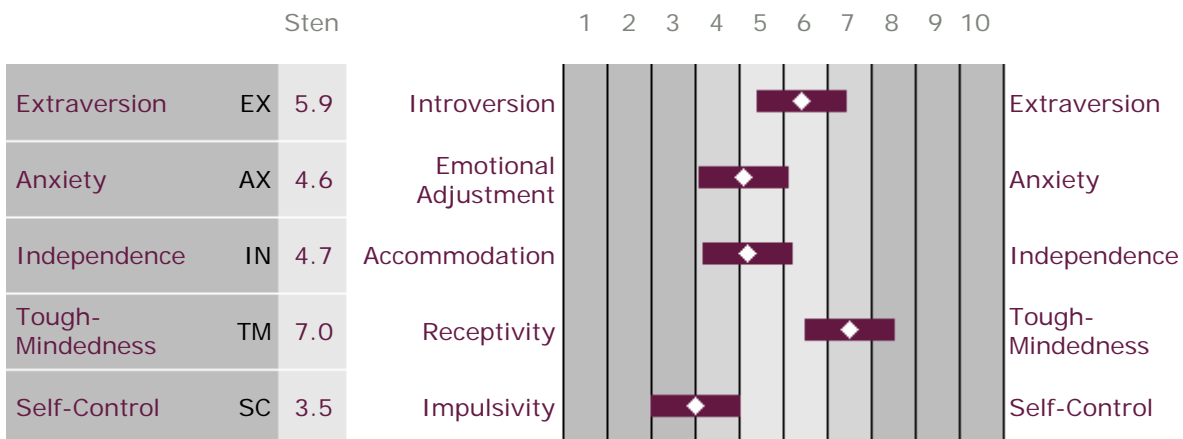 Sten 1 2 3 4 5 6 7 8 9 10
Extraversion EX 5.9 Introversion Extraversion
Anxiety AX 4.6 Emotional
Adjustment Anxiety
Independence IN 4.7 Accommodation Independence
Tough-
Mindedness TM 7.0 Receptivity Tough-
Mindedness
Self-Control SC 3.5 Impulsivity Self-Control